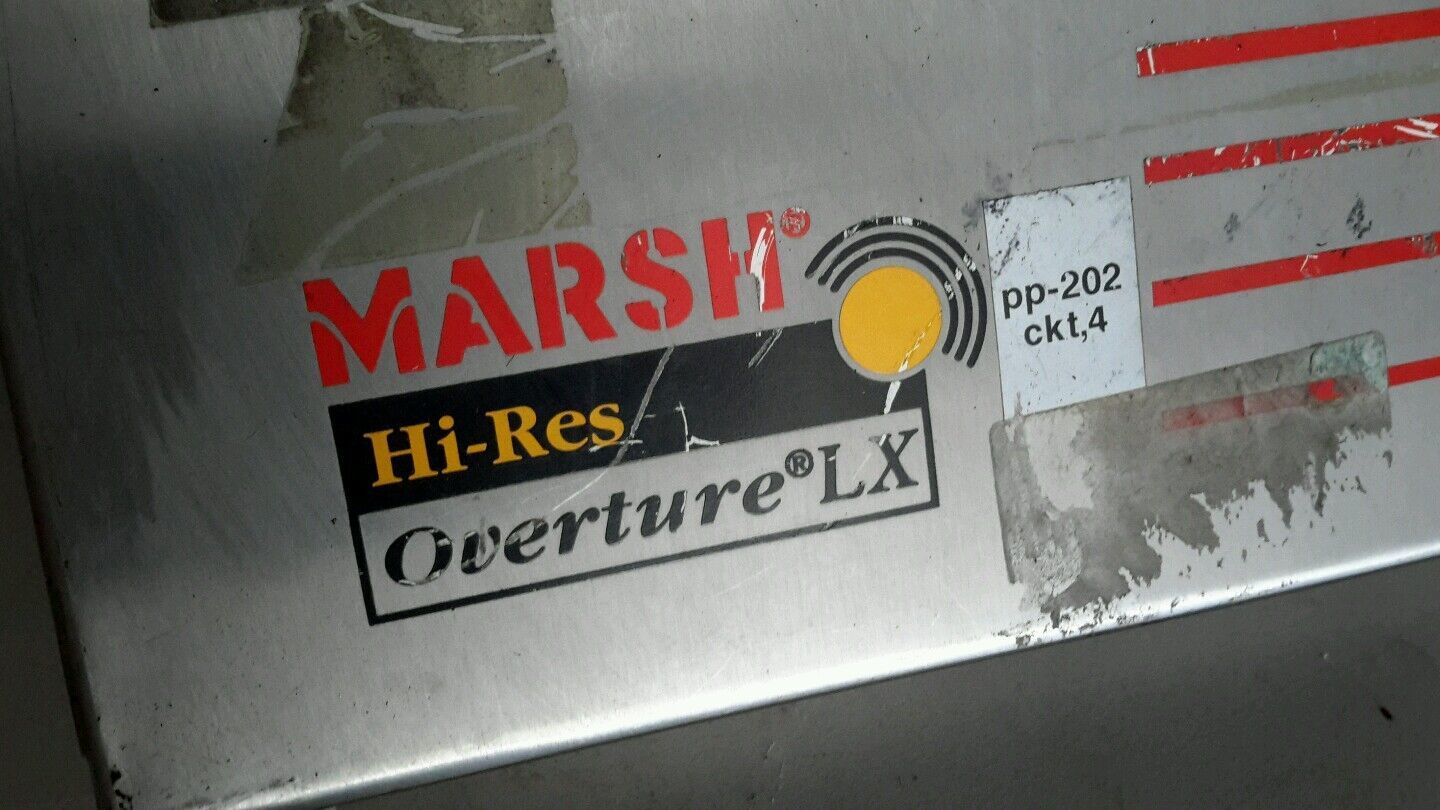 MARSH®
Hi-Res
Overture®LX
pp-202
ckt,4